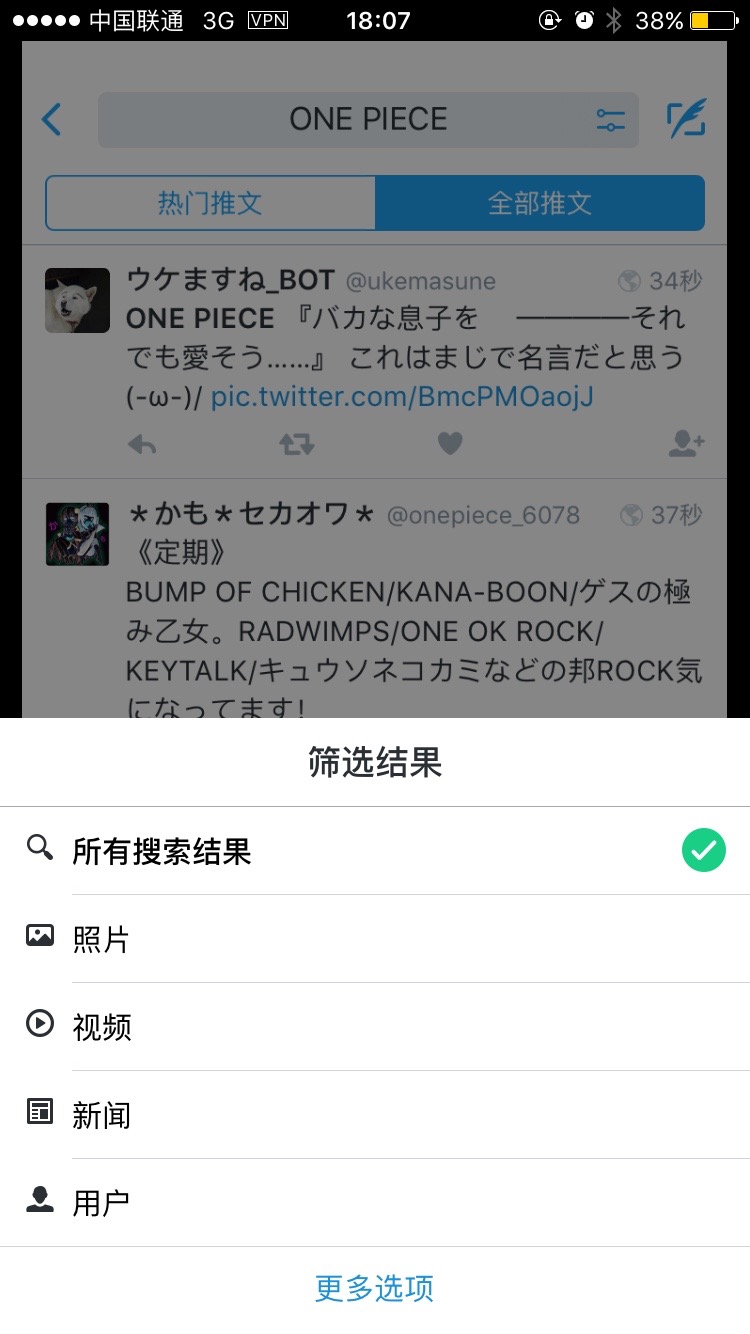 中国联通 3G VPN 18:07 38%
ONE PIECE
热门推文 全部推文
ウケますね_BOT @ukemasune 34秒
ONE PIECE 『バカな息子を ――――それ
でも愛そう......』 これはまじで名言だと思う
(-ω-)/ pic.twitter.com/BmcPMOaojJ
＊かも＊セカオワ＊ @onepiece_6078 37秒
《定期》
BUMP OF CHICKEN/KANA-BOON/ゲスの極
み乙女。RADWIMPS/ONE OK ROCK/
KEYTALK/キュウソネコカミなどの邦ROCK気
になってます！
筛选结果
所有搜索结果
照片
视频
新闻
用户
更多选项